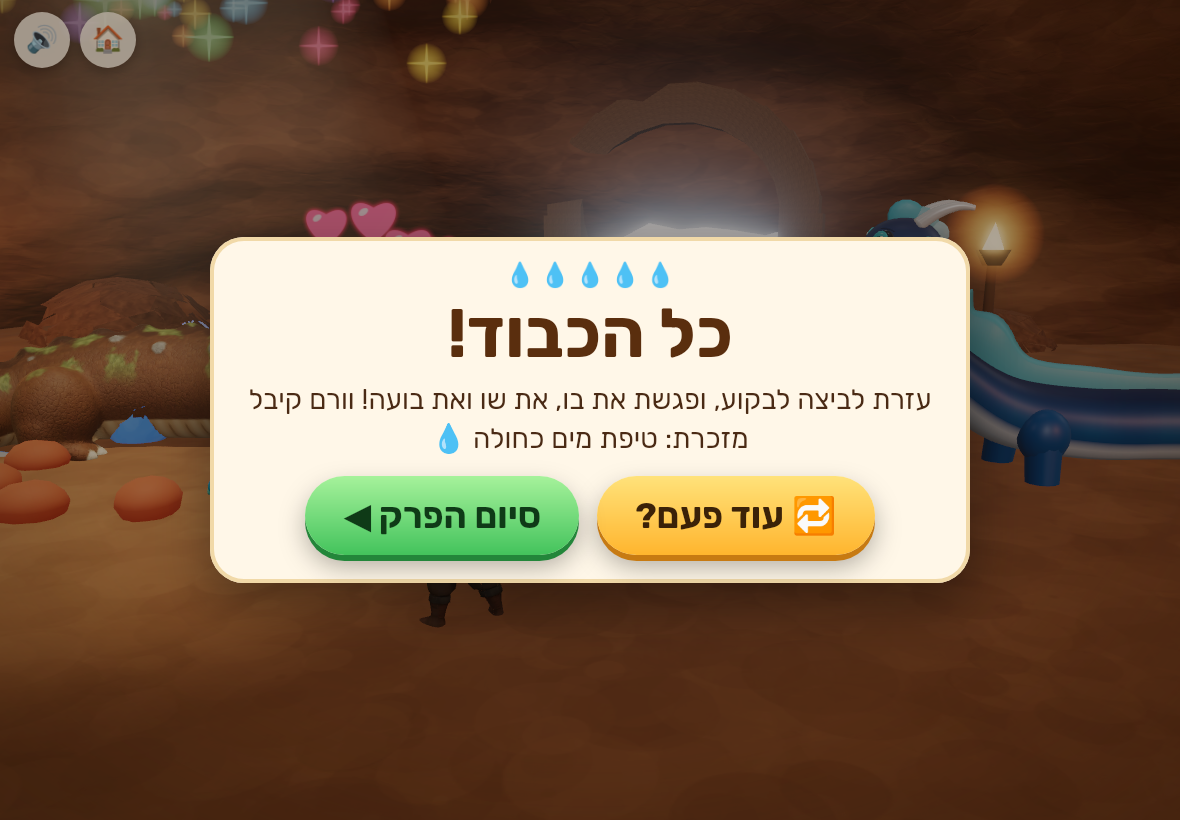 כל הכבוד!
עזרת לביצה לבקוע, ופגשת את בו, את שו ואת בועה! וורם קיבל
מזכרת: טיפת מים כחולה 💧
🔁 עוד פעם?
סיום הפרק ◀